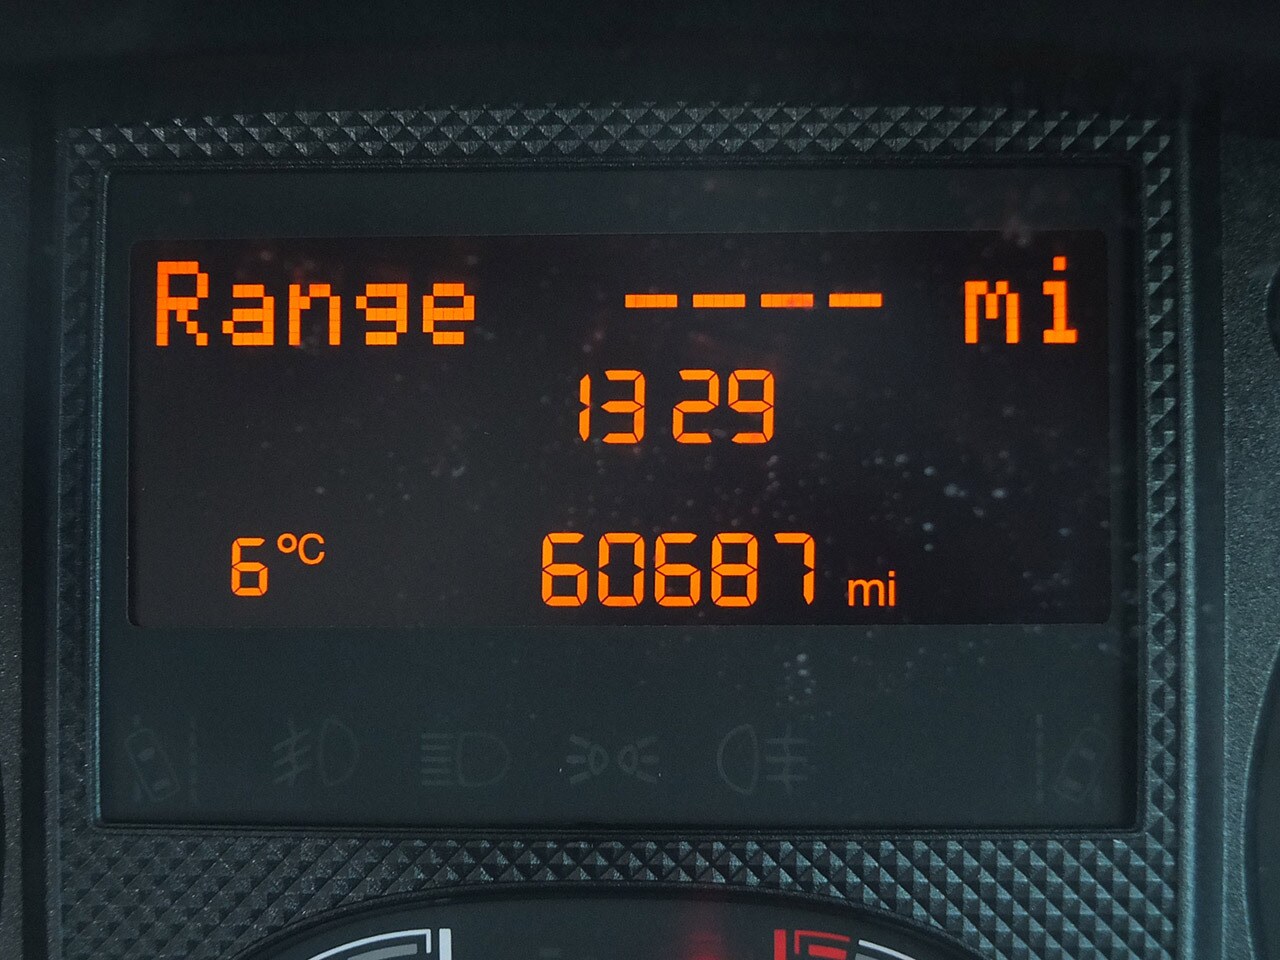 Range ---- mi
13 29
6°C 60687 mi